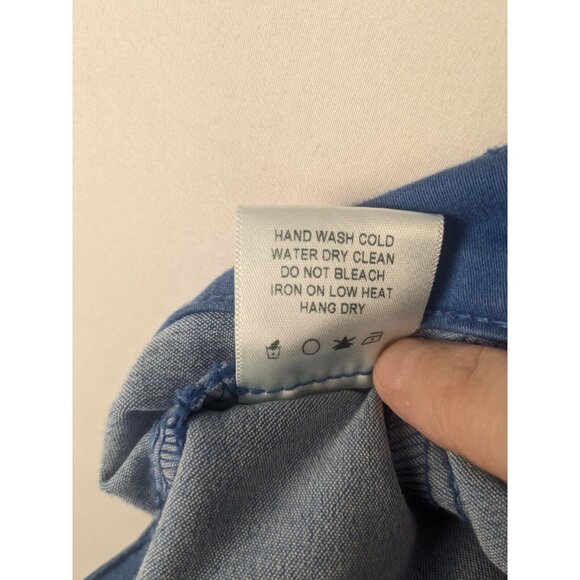 HAND WASH COLD
WATER DRY CLEAN
DO NOT BLEACH
IRON ON LOW HEAT
HANG DRY